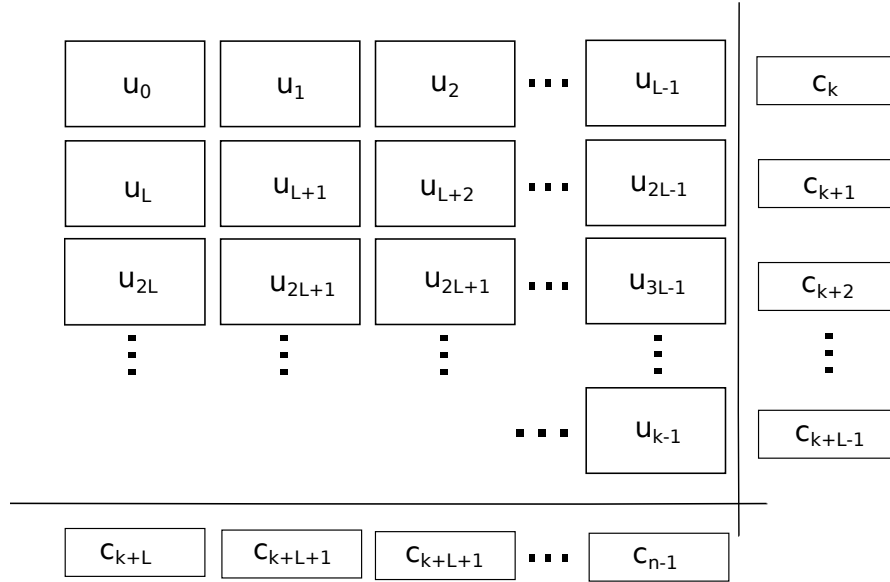 u0 u1 u2 ... uL-1 ck
uL uL+1 uL+2 ... u2L-1 ck+1
u2L u2L+1 u2L+1 ... u3L-1 ck+2
... uk-1 ck+L-1
ck+L ck+L+1 ck+L+1 ... cn-1